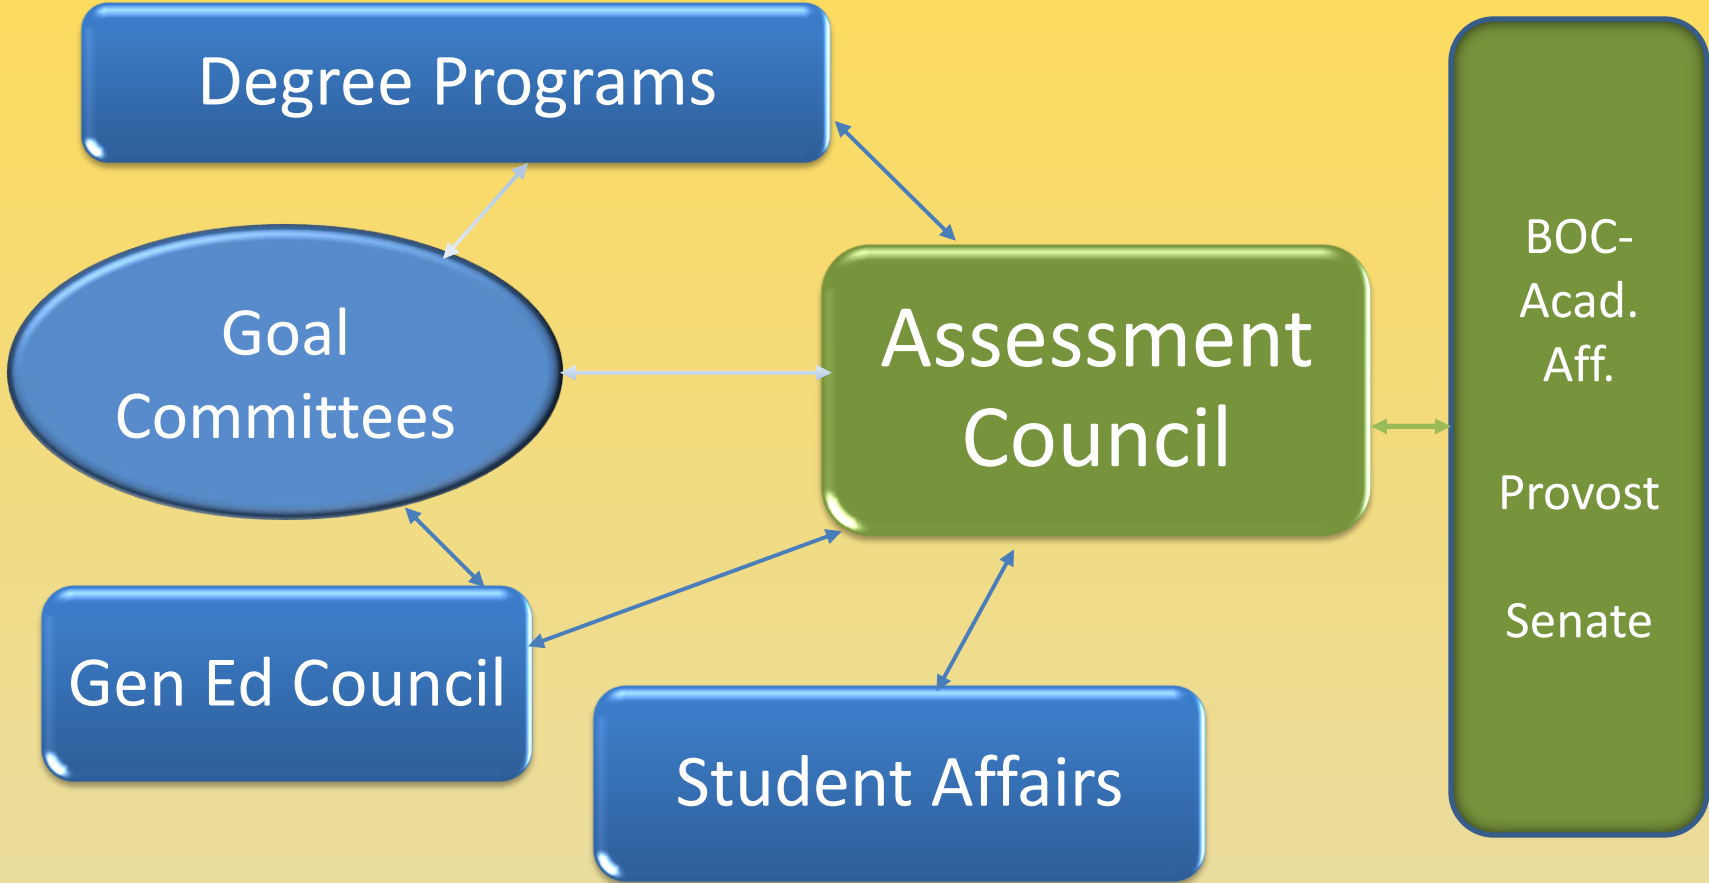 Degree Programs
Goal
Committees
Assessment
Council
BOC-
Acad.
Aff.
Provost
Senate
Gen Ed Council
Student Affairs